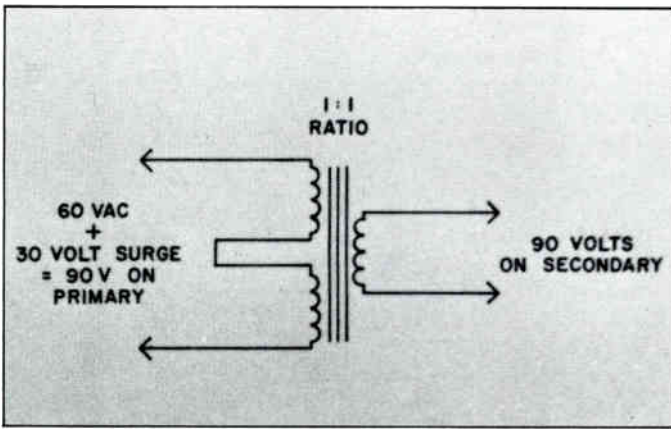 1:1
RATIO
60 VAC
+
30 VOLT SURGE
= 90 V ON
PRIMARY
90 VOLTS
ON SECONDARY